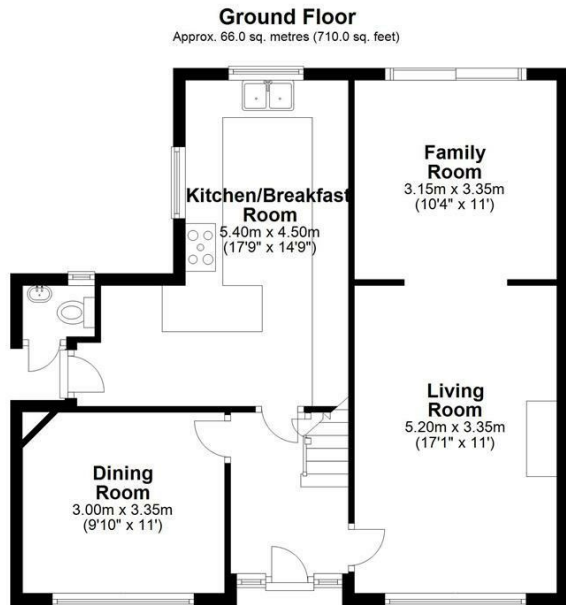 Ground Floor
Approx. 66.0 sq. metres (710.0 sq. feet)
Family
Room
3.15m x 3.35m
(10'4" x 11')
Kitchen/Breakfast
Room
5.40m x 4.50m
(17'9" x 14'9")
Living
Room
5.20m x 3.35m
(17'1" x 11')
Dining
Room
3.00m x 3.35m
(9'10" x 11')